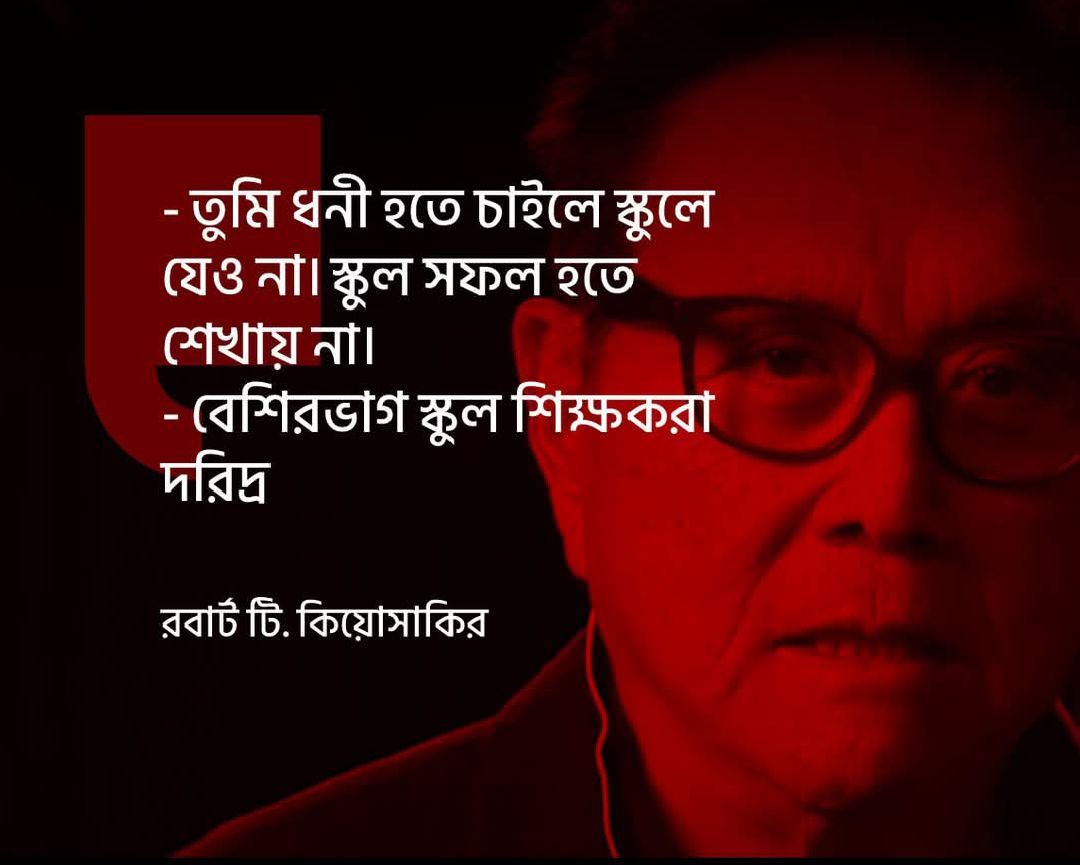 - তুমি ধনী হতে চাইলে স্কুলে
যেও না। স্কুল সফল হতে
শেখায় না।
- বেশিরভাগ স্কুল শিক্ষকরা
দরিদ্র
রবার্ট টি. কিয়োসাকির